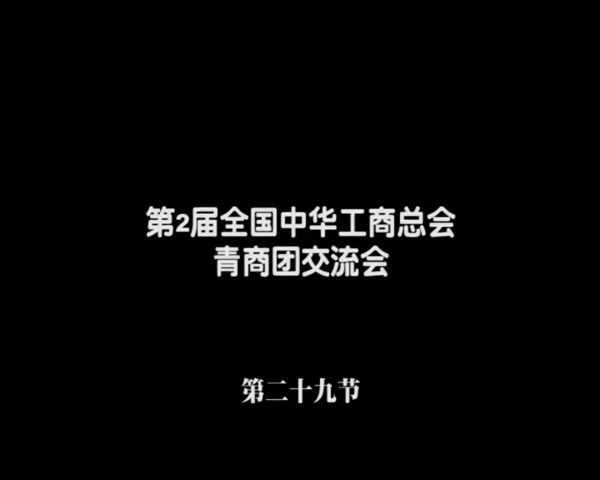 第2届全国中华工商总会
青商团交流会
第二十九节